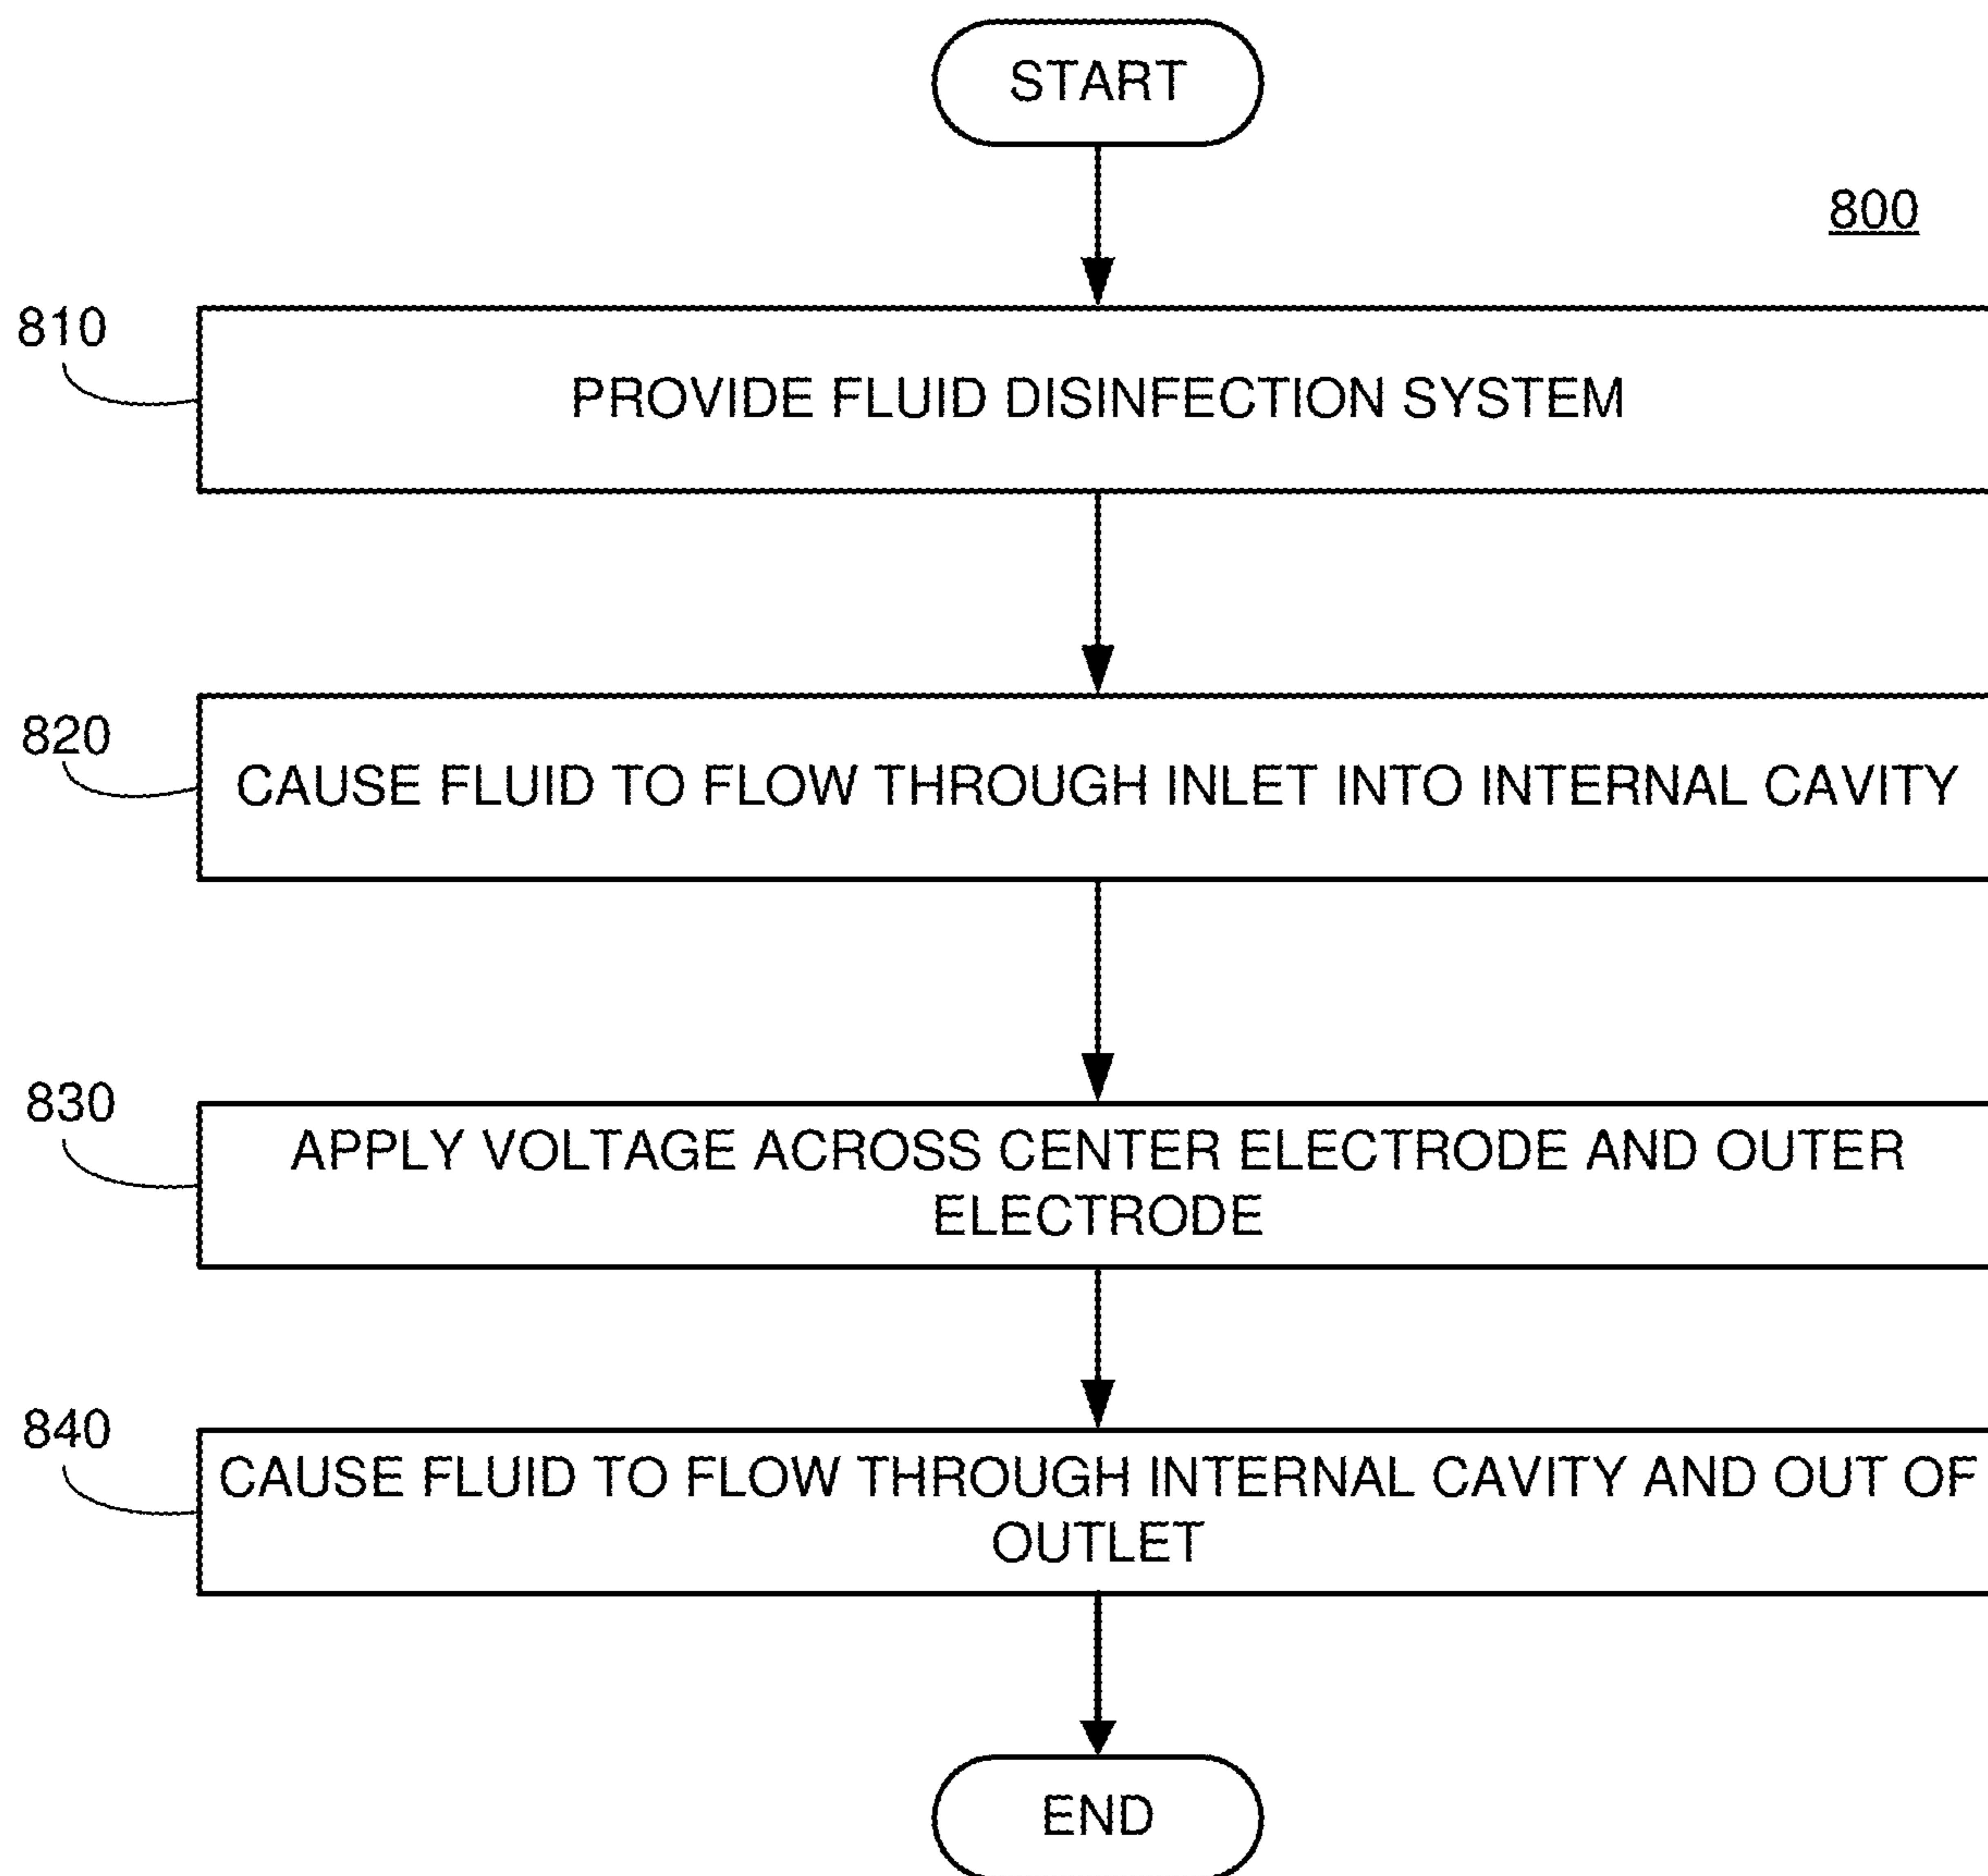 START
800
810
PROVIDE FLUID DISINFECTION SYSTEM
820
CAUSE FLUID TO FLOW THROUGH INLET INTO INTERNAL CAVITY
830
APPLY VOLTAGE ACROSS CENTER ELECTRODE AND OUTER
ELECTRODE
840
CAUSE FLUID TO FLOW THROUGH INTERNAL CAVITY AND OUT OF
OUTLET
END